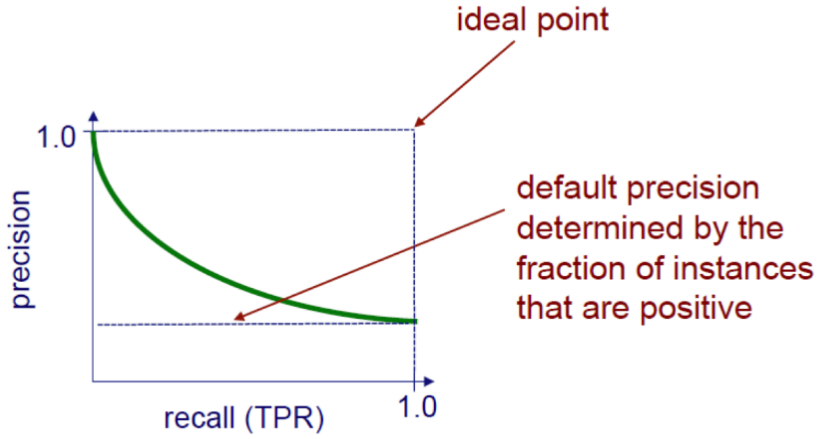 ideal point
1.0
precision
default precision
determined by the
fraction of instances
that are positive
recall (TPR)
1.0